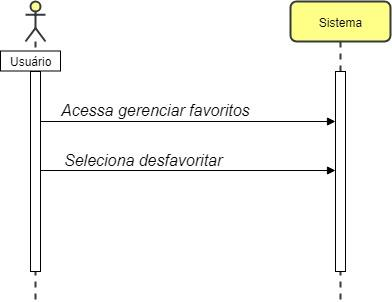 Sistema
Usuário
Acessa gerenciar favoritos
Seleciona desfavoritar